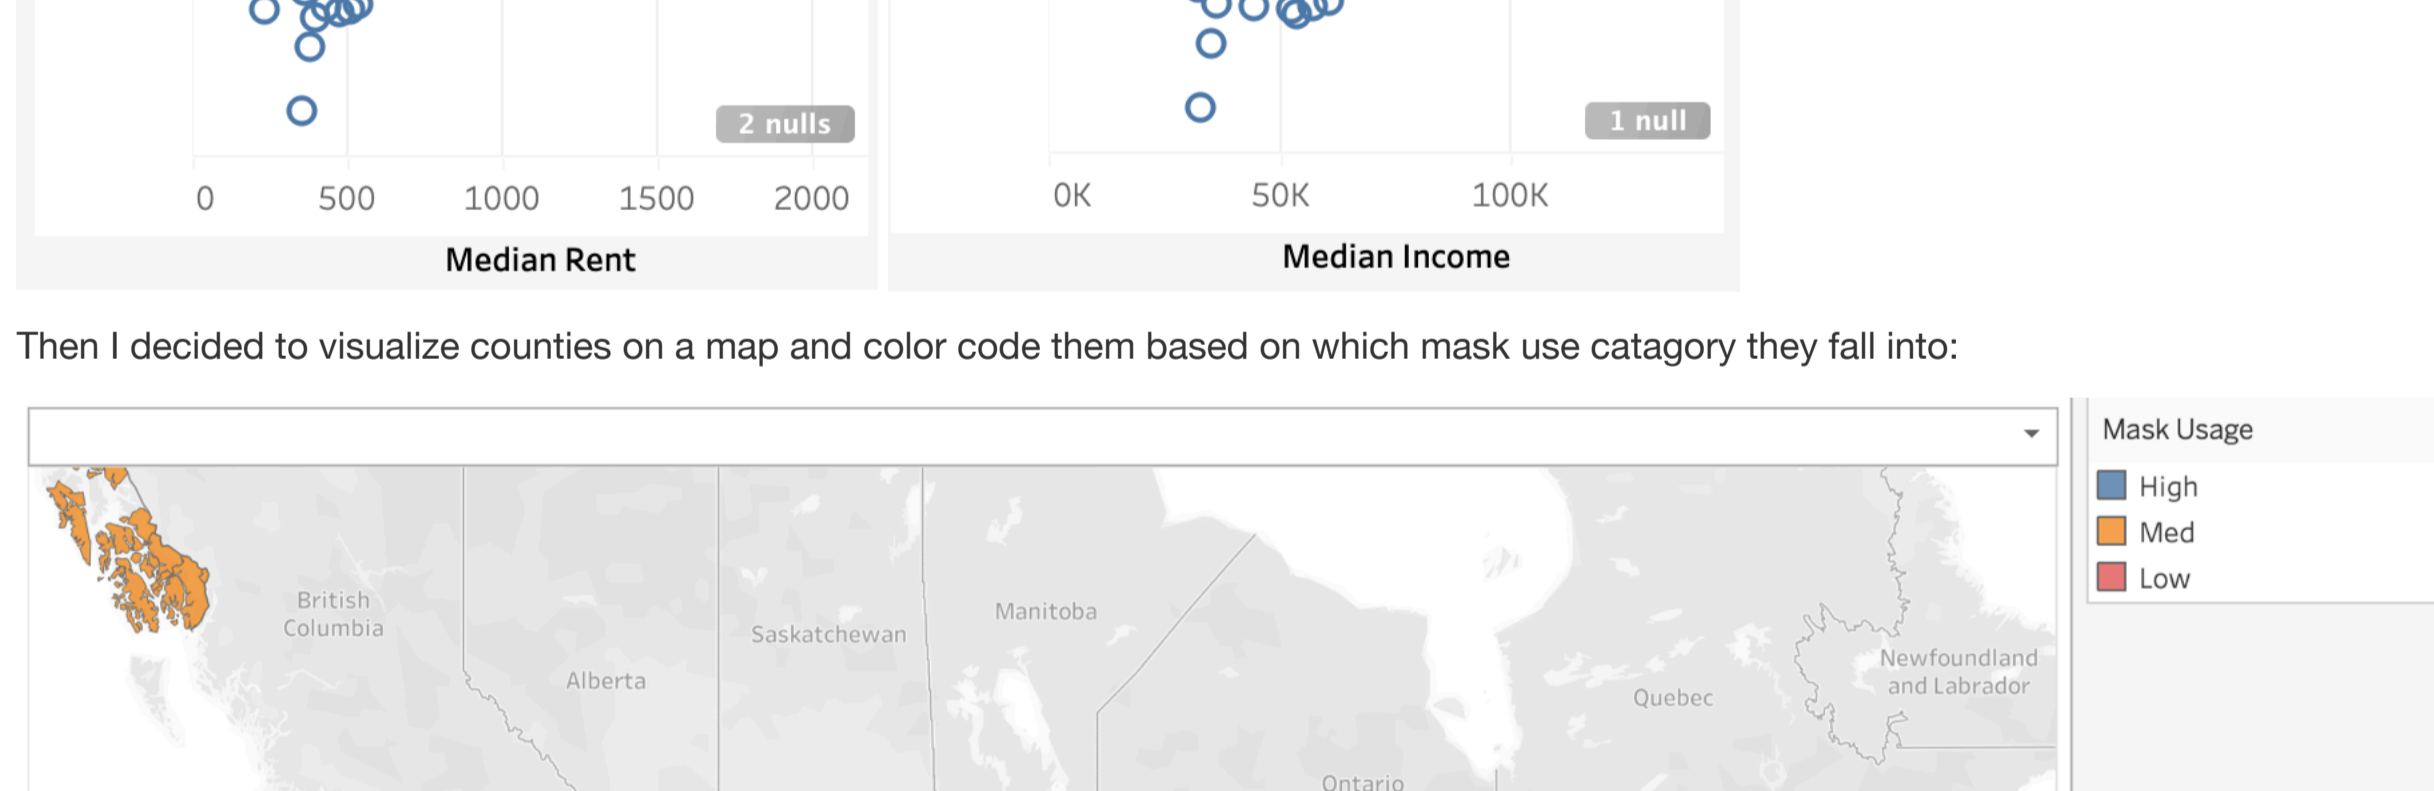 2 nulls
0 500 1000 1500 2000
Median Rent
1 null
0K 50K 100K
Median Income
Then I decided to visualize counties on a map and color code them based on which mask use catagory they fall into:
Mask Usage
High
Med
Low
British
Columbia
Alberta
Saskatchewan
Manitoba
Ontario
Quebec
Newfoundland
and Labrador